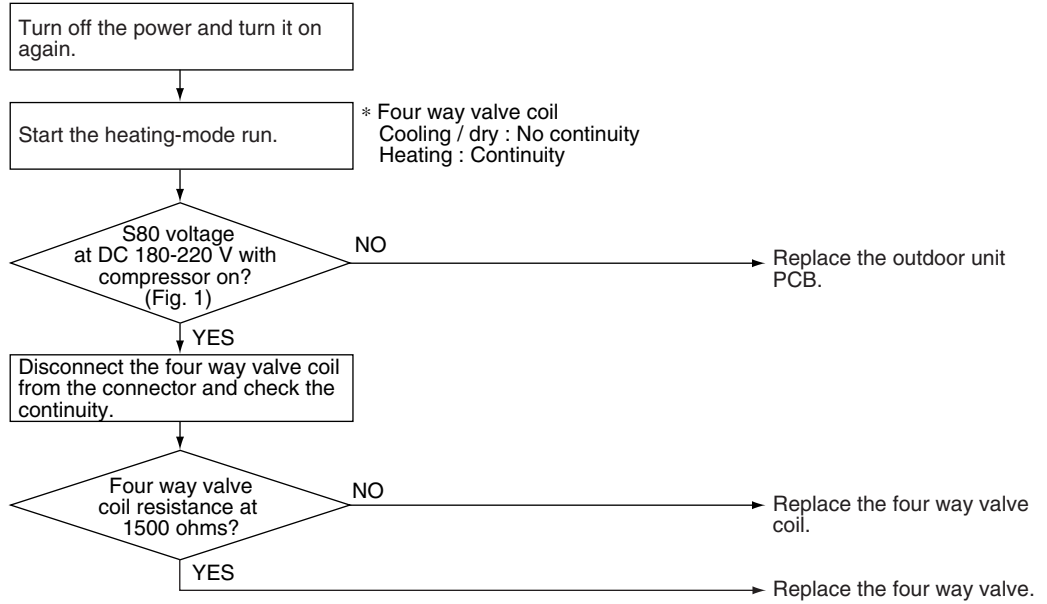 Turn off the power and turn it on
again.
Start the heating-mode run.
* Four way valve coil
Cooling / dry : No continuity
Heating : Continuity
S80 voltage
at DC 180-220 V with
compressor on?
(Fig. 1)
NO
Replace the outdoor unit
PCB.
YES
Disconnect the four way valve coil
from the connector and check the
continuity.
Four way valve
coil resistance at
1500 ohms?
NO
Replace the four way valve
coil.
YES
Replace the four way valve.